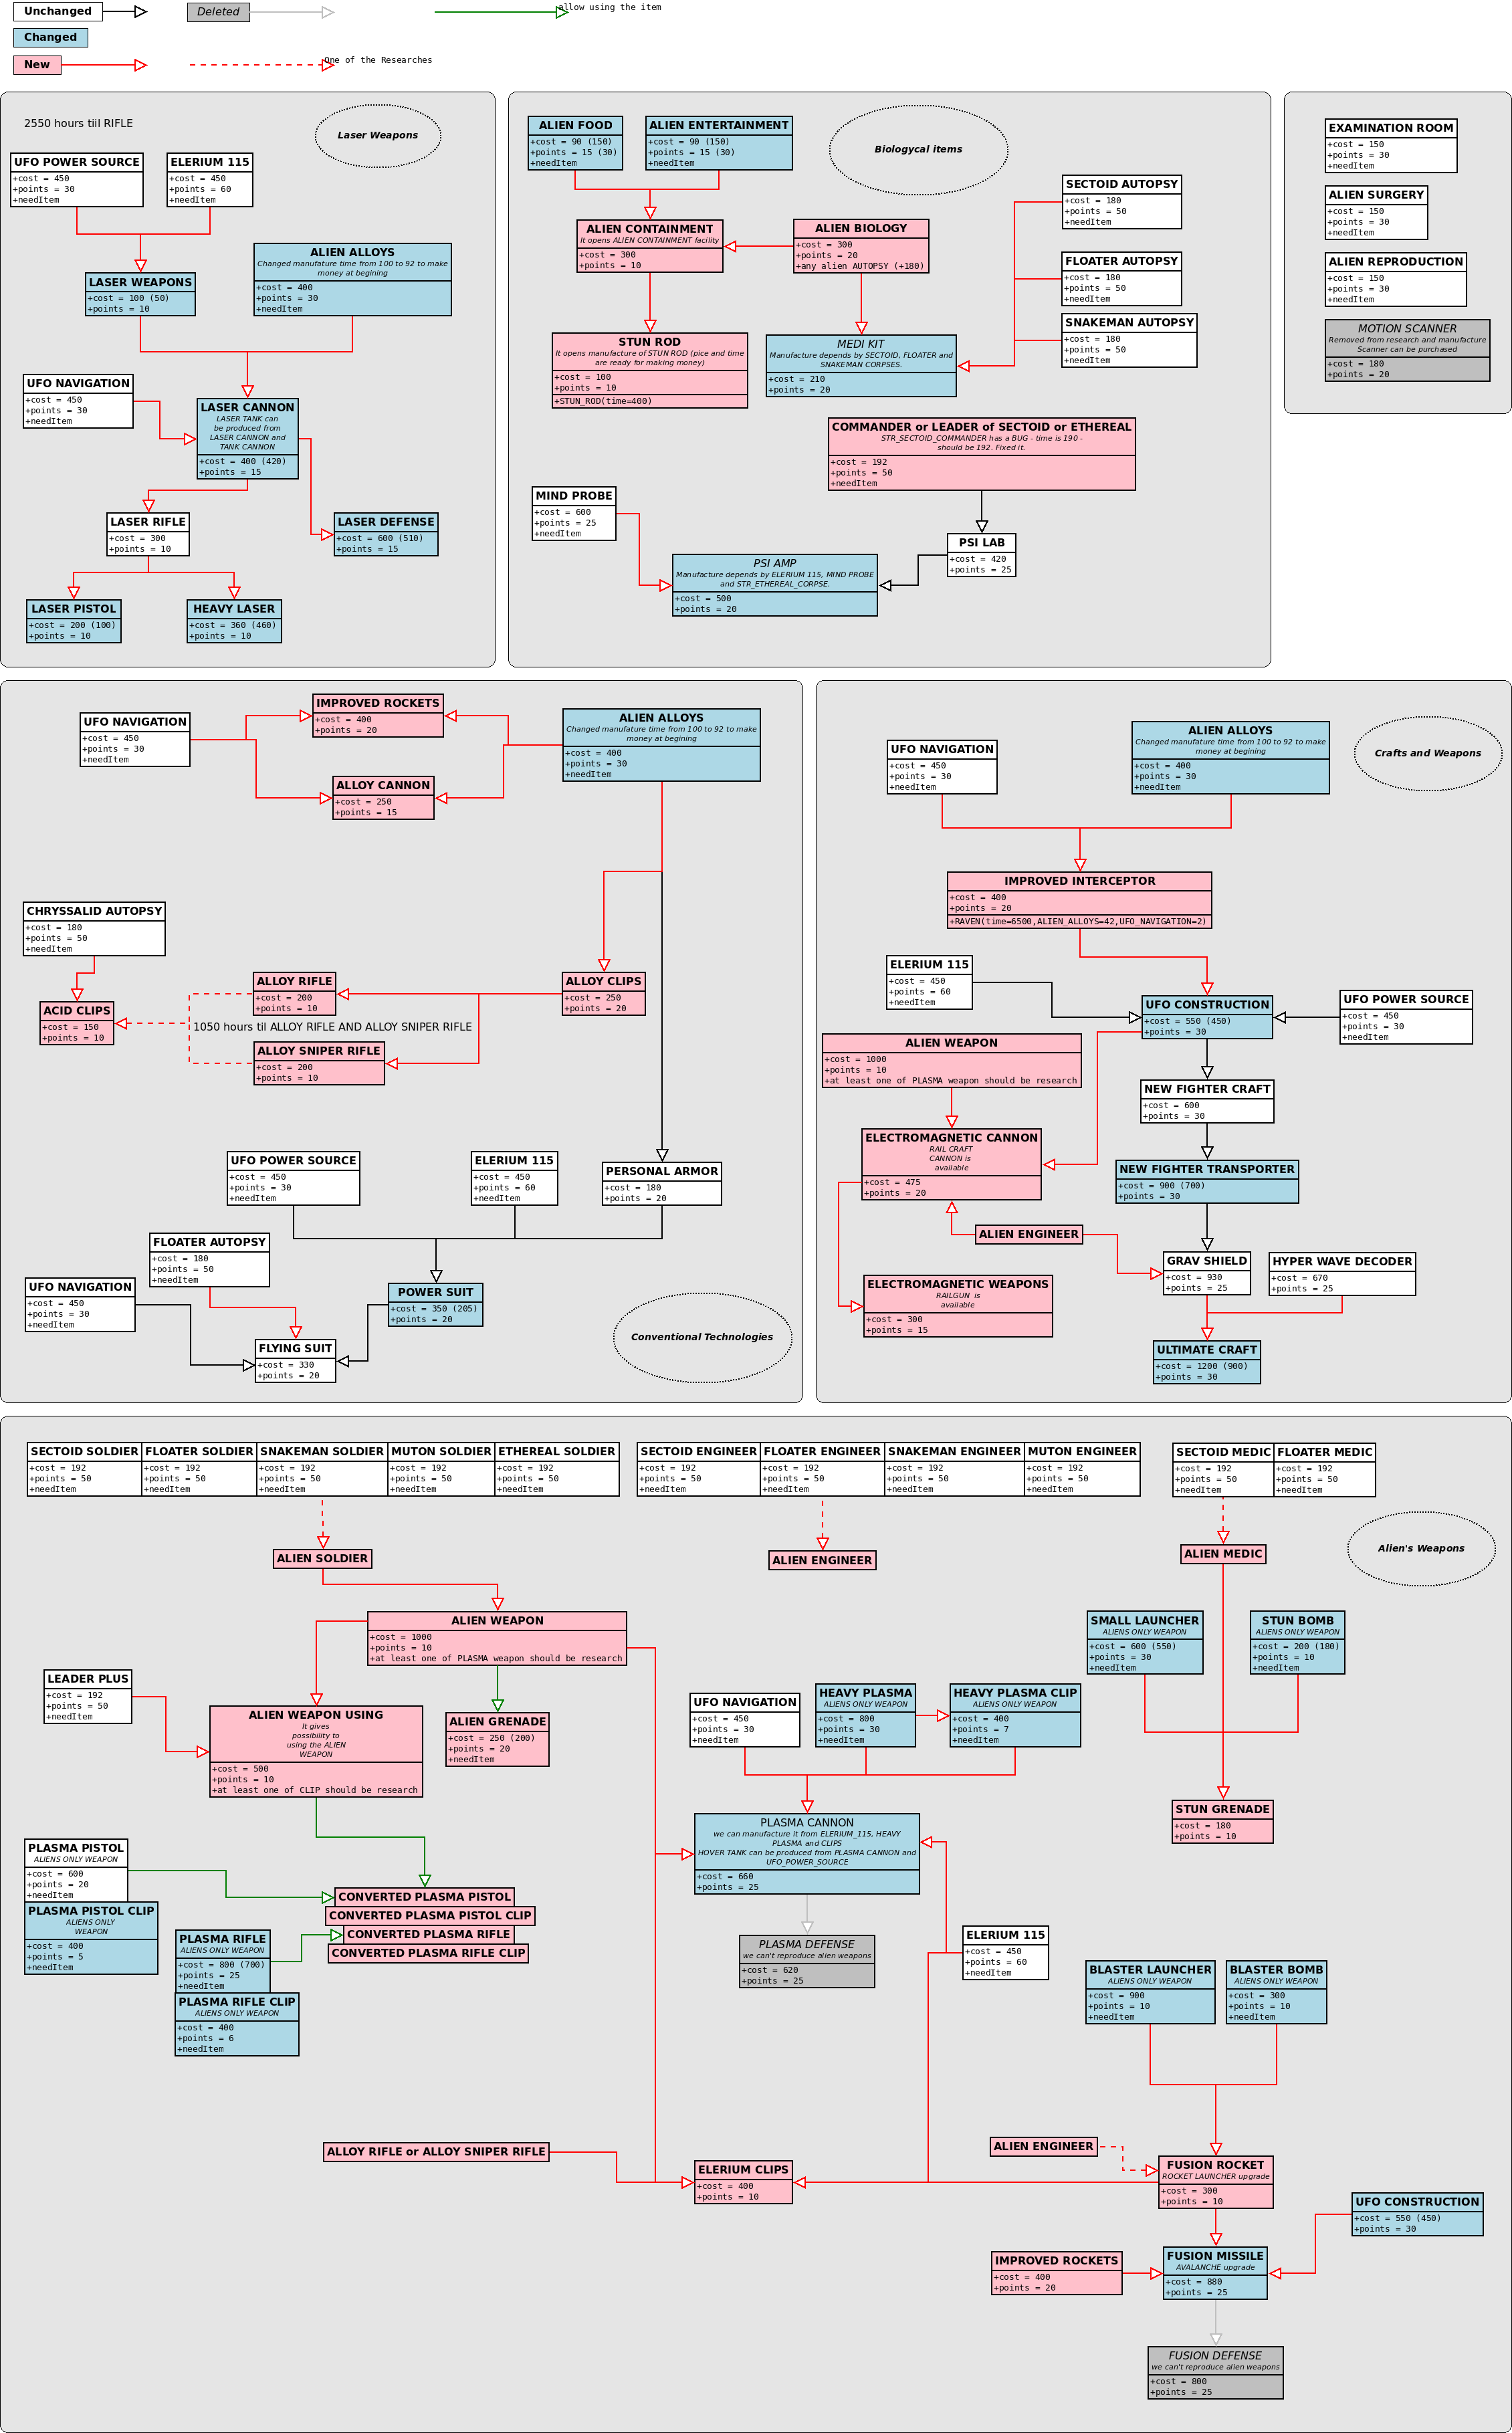 Unchanged
Deleted
allow using the item
Changed
New
One of the Researches
2550 hours tiil RIFLE
Laser Weapons
UFO POWER SOURCE
+cost = 450
+points = 30
+needItem
ELERIUM 115
+cost = 450
+points = 60
+needItem
ALIEN ALLOYS
Changed manufature time from 100 to 92 to make
money at begining
+cost = 400
+points = 30
+needItem
LASER WEAPONS
+cost = 100 (50)
+points = 10
UFO NAVIGATION
+cost = 450
+points = 30
+needItem
LASER CANNON
LASER TANK can
be produced from
LASER CANNON and
TANK CANNON
+cost = 400 (420)
+points = 15
LASER RIFLE
+cost = 300
+points = 10
LASER DEFENSE
+cost = 600 (510)
+points = 15
LASER PISTOL
+cost = 200 (100)
+points = 10
HEAVY LASER
+cost = 360 (460)
+points = 10
ALIEN FOOD
+cost = 90 (150)
+points = 15 (30)
+needItem
ALIEN ENTERTAINMENT
+cost = 90 (150)
+points = 15 (30)
+needItem
Biologycal items
SECTOID AUTOPSY
+cost = 180
+points = 50
+needItem
ALIEN CONTAINMENT
It opens ALIEN CONTAINMENT facility
+cost = 300
+points = 10
ALIEN BIOLOGY
+cost = 300
+points = 20
+any alien AUTOPSY (+180)
FLOATER AUTOPSY
+cost = 180
+points = 50
+needItem
SNAKEMAN AUTOPSY
+cost = 180
+points = 50
+needItem
STUN ROD
It opens manufacture of STUN ROD (pice and time
are ready for making money)
+cost = 100
+points = 10
+STUN_ROD(time=400)
MEDI KIT
Manufacture depends by SECTOID, FLOATER and
SNAKEMAN CORPSES.
+cost = 210
+points = 20
COMMANDER or LEADER of SECTOID or ETHEREAL
STR_SECTOID_COMMANDER has a BUG - time is 190 -
should be 192. Fixed it.
+cost = 192
+points = 50
+needItem
MIND PROBE
+cost = 600
+points = 25
+needItem
PSI LAB
+cost = 420
+points = 25
PSI AMP
Manufacture depends by ELERIUM 115, MIND PROBE
and STR_ETHEREAL_CORPSE.
+cost = 500
+points = 20
EXAMINATION ROOM
+cost = 150
+points = 30
+needItem
ALIEN SURGERY
+cost = 150
+points = 30
+needItem
ALIEN REPRODUCTION
+cost = 150
+points = 30
+needItem
MOTION SCANNER
Removed from research and manufacture
Scanner can be purchased
+cost = 180
+points = 20
UFO NAVIGATION
+cost = 450
+points = 30
+needItem
IMPROVED ROCKETS
+cost = 400
+points = 20
ALIEN ALLOYS
Changed manufature time from 100 to 92 to make
money at begining
+cost = 400
+points = 30
+needItem
ALLOY CANNON
+cost = 250
+points = 15
CHRYSSALID AUTOPSY
+cost = 180
+points = 50
+needItem
ALLOY RIFLE
+cost = 200
+points = 10
ALLOY CLIPS
+cost = 250
+points = 20
ACID CLIPS
+cost = 150
+points = 10
1050 hours til ALLOY RIFLE AND ALLOY SNIPER RIFLE
ALLOY SNIPER RIFLE
+cost = 200
+points = 10
UFO POWER SOURCE
+cost = 450
+points = 30
+needItem
ELERIUM 115
+cost = 450
+points = 60
+needItem
PERSONAL ARMOR
+cost = 180
+points = 20
FLOATER AUTOPSY
+cost = 180
+points = 50
+needItem
UFO NAVIGATION
+cost = 450
+points = 30
+needItem
POWER SUIT
+cost = 350 (205)
+points = 20
FLYING SUIT
+cost = 330
+points = 20
Conventional Technologies
UFO NAVIGATION
+cost = 450
+points = 30
+needItem
ALIEN ALLOYS
Changed manufature time from 100 to 92 to make
money at begining
+cost = 400
+points = 30
+needItem
Crafts and Weapons
IMPROVED INTERCEPTOR
+cost = 400
+points = 20
+RAVEN(time=6500,ALIEN_ALLOYS=42,UFO_NAVIGATION=2)
ELERIUM 115
+cost = 450
+points = 60
+needItem
UFO CONSTRUCTION
+cost = 550 (450)
+points = 30
UFO POWER SOURCE
+cost = 450
+points = 30
+needItem
ALIEN WEAPON
+cost = 1000
+points = 10
+at least one of PLASMA weapon should be research
NEW FIGHTER CRAFT
+cost = 600
+points = 30
ELECTROMAGNETIC CANNON
RAIL CRAFT
CANNON is
available
+cost = 475
+points = 20
NEW FIGHTER TRANSPORTER
+cost = 900 (700)
+points = 30
ALIEN ENGINEER
GRAV SHIELD
+cost = 930
+points = 25
HYPER WAVE DECODER
+cost = 670
+points = 25
ELECTROMAGNETIC WEAPONS
RAILGUN is
available
+cost = 300
+points = 15
ULTIMATE CRAFT
+cost = 1200 (900)
+points = 30
SECTOID SOLDIER
+cost = 192
+points = 50
+needItem
FLOATER SOLDIER
+cost = 192
+points = 50
+needItem
SNAKEMAN SOLDIER
+cost = 192
+points = 50
+needItem
MUTON SOLDIER
+cost = 192
+points = 50
+needItem
ETHEREAL SOLDIER
+cost = 192
+points = 50
+needItem
SECTOID ENGINEER
+cost = 192
+points = 50
+needItem
FLOATER ENGINEER
+cost = 192
+points = 50
+needItem
SNAKEMAN ENGINEER
+cost = 192
+points = 50
+needItem
MUTON ENGINEER
+cost = 192
+points = 50
+needItem
SECTOID MEDIC
+cost = 192
+points = 50
+needItem
FLOATER MEDIC
+cost = 192
+points = 50
+needItem
Alien's Weapons
ALIEN SOLDIER
ALIEN ENGINEER
ALIEN MEDIC
ALIEN WEAPON
+cost = 1000
+points = 10
+at least one of PLASMA weapon should be research
SMALL LAUNCHER
ALIENS ONLY WEAPON
+cost = 600 (550)
+points = 30
+needItem
STUN BOMB
ALIENS ONLY WEAPON
+cost = 200 (180)
+points = 10
+needItem
LEADER PLUS
+cost = 192
+points = 50
+needItem
ALIEN WEAPON USING
It gives
possibility to
using the ALIEN
WEAPON
+cost = 500
+points = 10
+at least one of CLIP should be research
ALIEN GRENADE
+cost = 250 (200)
+points = 20
+needItem
UFO NAVIGATION
+cost = 450
+points = 30
+needItem
HEAVY PLASMA
ALIENS ONLY WEAPON
+cost = 800
+points = 30
+needItem
HEAVY PLASMA CLIP
ALIENS ONLY WEAPON
+cost = 400
+points = 7
+needItem
STUN GRENADE
+cost = 180
+points = 10
PLASMA CANNON
we can manufacture it from ELERIUM_115, HEAVY
PLASMA and CLIPS
HOVER TANK can be produced from PLASMA CANNON and
UFO_POWER_SOURCE
+cost = 660
+points = 25
PLASMA PISTOL
ALIENS ONLY WEAPON
+cost = 600
+points = 20
+needItem
PLASMA PISTOL CLIP
ALIENS ONLY
WEAPON
+cost = 400
+points = 5
+needItem
CONVERTED PLASMA PISTOL
CONVERTED PLASMA PISTOL CLIP
CONVERTED PLASMA RIFLE
CONVERTED PLASMA RIFLE CLIP
PLASMA RIFLE
ALIENS ONLY WEAPON
+cost = 800 (700)
+points = 25
+needItem
PLASMA RIFLE CLIP
ALIENS ONLY WEAPON
+cost = 400
+points = 6
+needItem
PLASMA DEFENSE
we can't reproduce alien weapons
+cost = 620
+points = 25
ELERIUM 115
+cost = 450
+points = 60
+needItem
BLASTER LAUNCHER
ALIENS ONLY WEAPON
+cost = 900
+points = 10
+needItem
BLASTER BOMB
ALIENS ONLY WEAPON
+cost = 300
+points = 10
+needItem
ALLOY RIFLE or ALLOY SNIPER RIFLE
ELERIUM CLIPS
+cost = 400
+points = 10
ALIEN ENGINEER
FUSION ROCKET
ROCKET LAUNCHER upgrade
+cost = 300
+points = 10
UFO CONSTRUCTION
+cost = 550 (450)
+points = 30
IMPROVED ROCKETS
+cost = 400
+points = 20
FUSION MISSILE
AVALANCHE upgrade
+cost = 880
+points = 25
FUSION DEFENSE
we can't reproduce alien weapons
+cost = 800
+points = 25